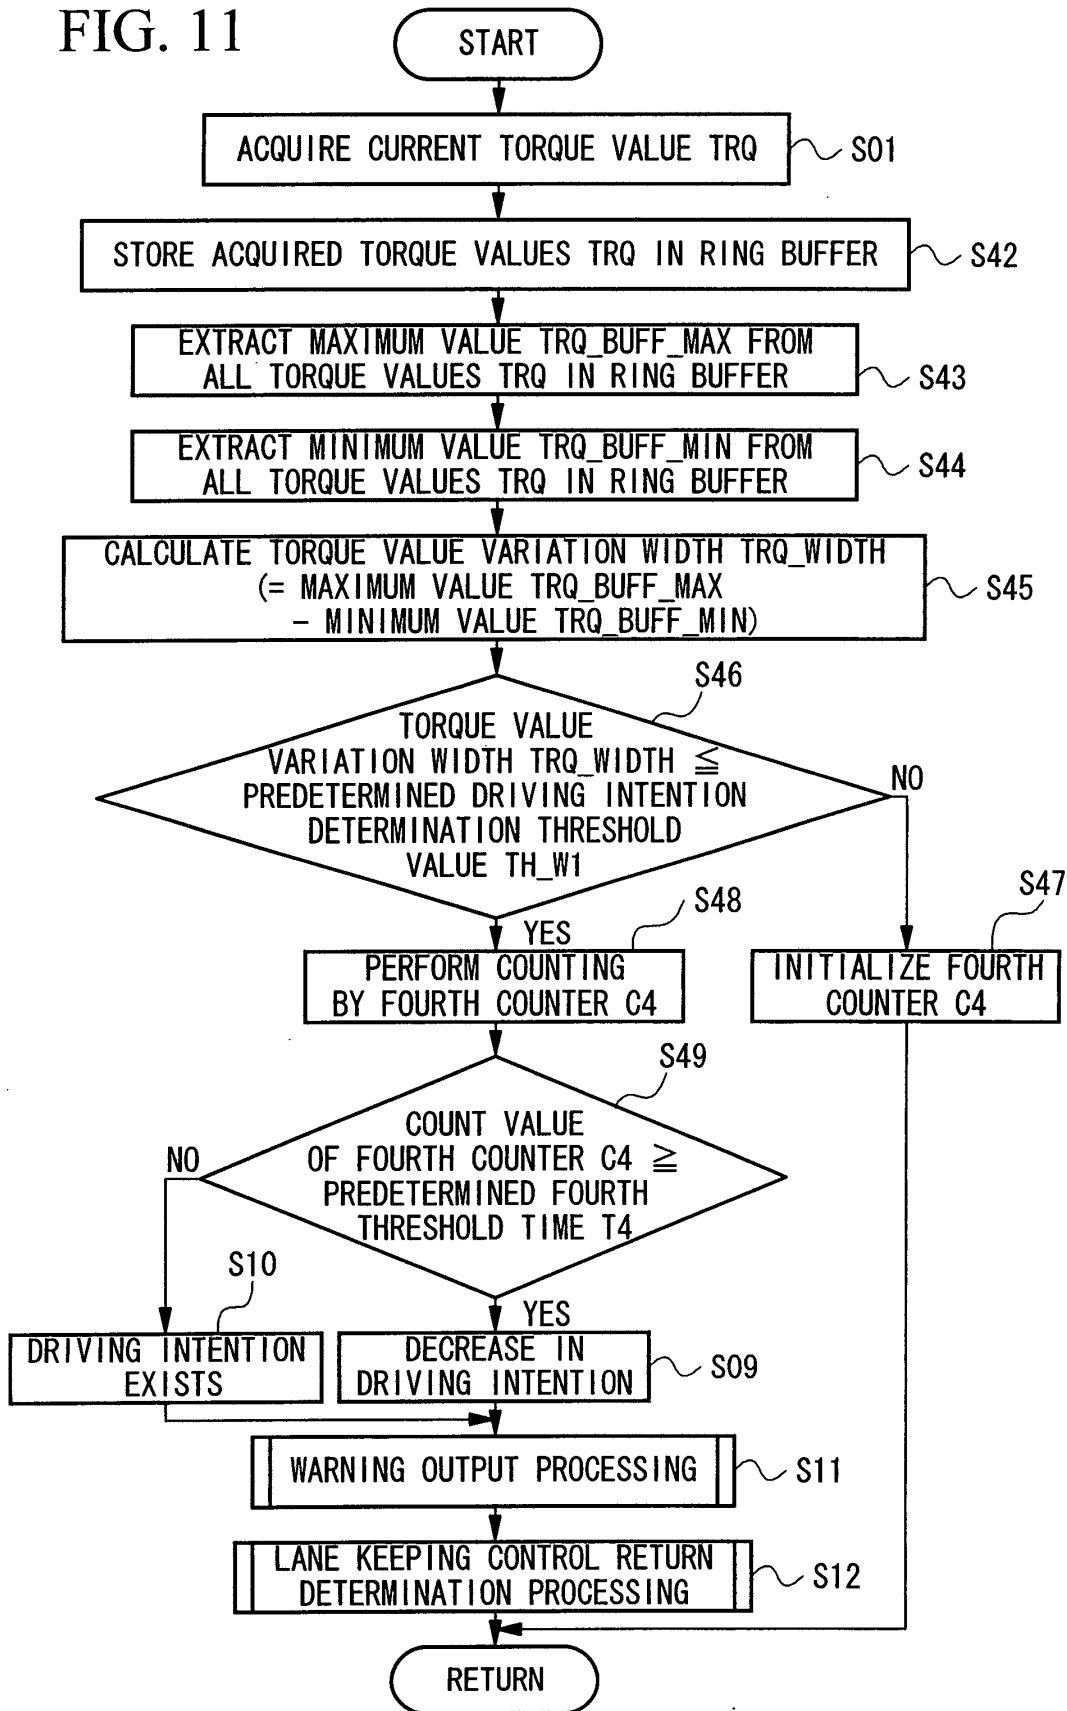 FIG. 11
START
ACQUIRE CURRENT TORQUE VALUE TRQ
S01
STORE ACQUIRED TORQUE VALUES TRQ IN RING BUFFER
S42
EXTRACT MAXIMUM VALUE TRQ_BUFF_MAX FROM
ALL TORQUE VALUES TRQ IN RING BUFFER
S43
EXTRACT MINIMUM VALUE TRQ_BUFF_MIN FROM
ALL TORQUE VALUES TRQ IN RING BUFFER
S44
CALCULATE TORQUE VALUE VARIATION WIDTH TRQ_WIDTH
(= MAXIMUM VALUE TRQ_BUFF_MAX
- MINIMUM VALUE TRQ_BUFF_MIN)
S45
S46
TORQUE VALUE
VARIATION WIDTH TRQ_WIDTH ≦
PREDETERMINED DRIVING INTENTION
DETERMINATION THRESHOLD
VALUE TH_W1
NO
YES
S48
PERFORM COUNTING
BY FOURTH COUNTER C4
S47
INITIALIZE FOURTH
COUNTER C4
S49
COUNT VALUE
OF FOURTH COUNTER C4 ≧
PREDETERMINED FOURTH
THRESHOLD TIME T4
NO
YES
S10
DRIVING INTENTION
EXISTS
DECREASE IN
DRIVING INTENTION
S09
WARNING OUTPUT PROCESSING
S11
LANE KEEPING CONTROL RETURN
DETERMINATION PROCESSING
S12
RETURN